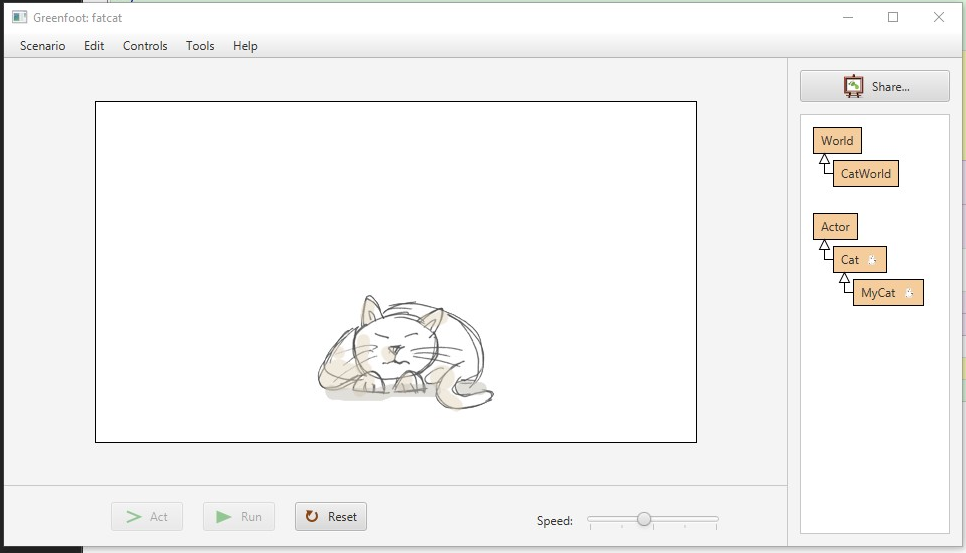 Greenfoot: fatcat
Scenario Edit Controls Tools Help
Share...
World
CatWorld
Actor
Cat
MyCat
Act Run Reset Speed: